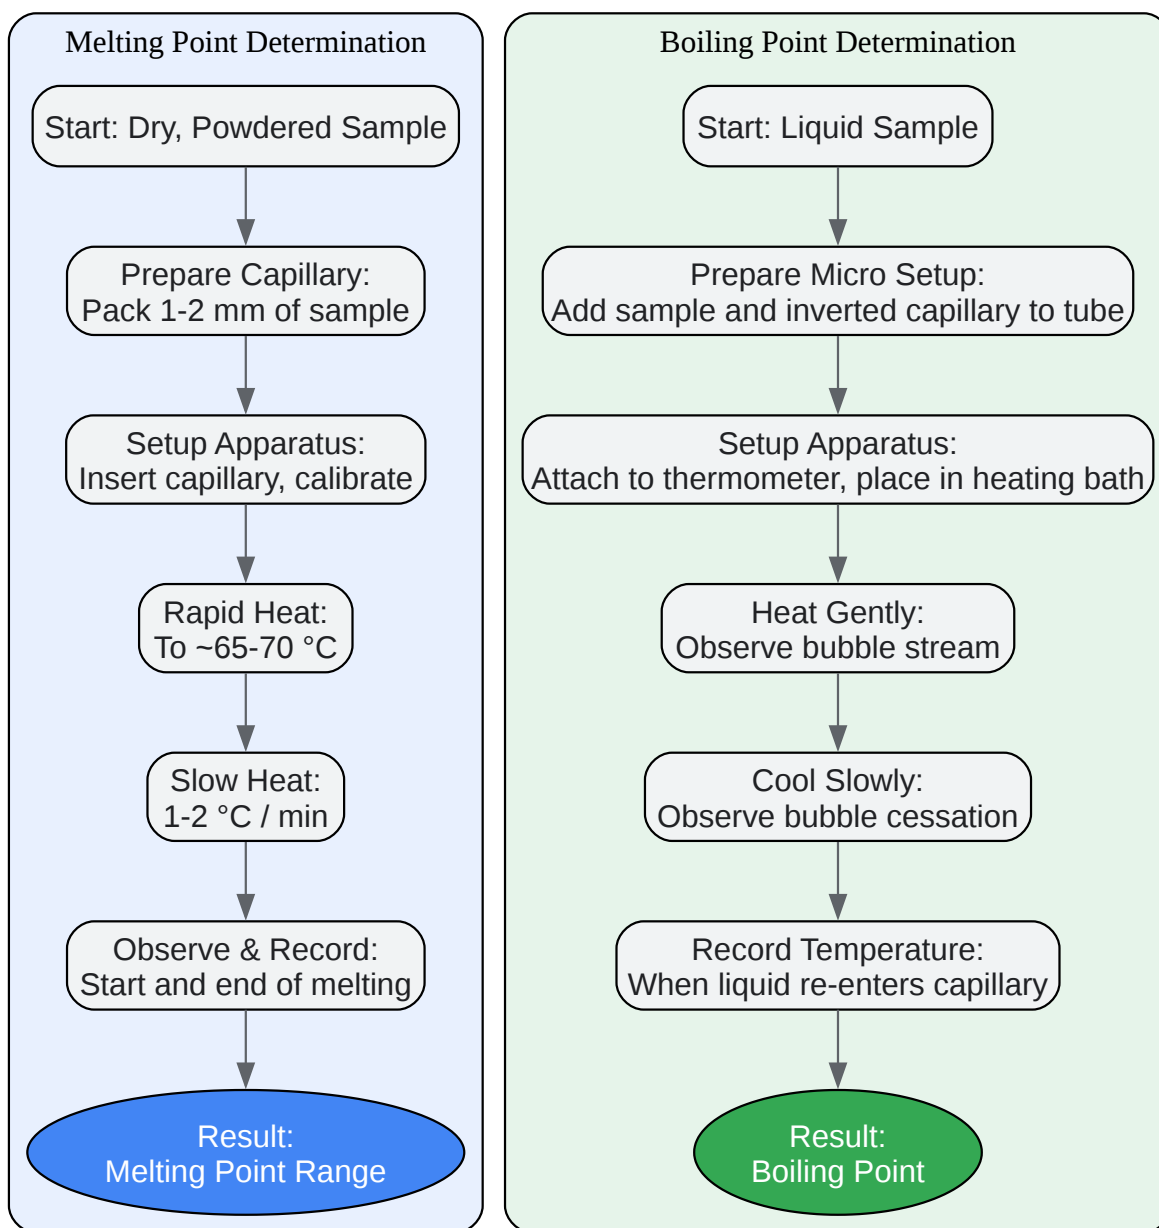 Melting Point Determination
Start: Dry, Powdered Sample
Prepare Capillary:
Pack 1-2 mm of sample
Setup Apparatus:
Insert capillary, calibrate
Rapid Heat:
To ~65-70 °C
Slow Heat:
1-2 °C / min
Observe & Record:
Start and end of melting
Result:
Melting Point Range
Boiling Point Determination
Start: Liquid Sample
Prepare Micro Setup:
Add sample and inverted capillary to tube
Setup Apparatus:
Attach to thermometer, place in heating bath
Heat Gently:
Observe bubble stream
Cool Slowly:
Observe bubble cessation
Record Temperature:
When liquid re-enters capillary
Result:
Boiling Point